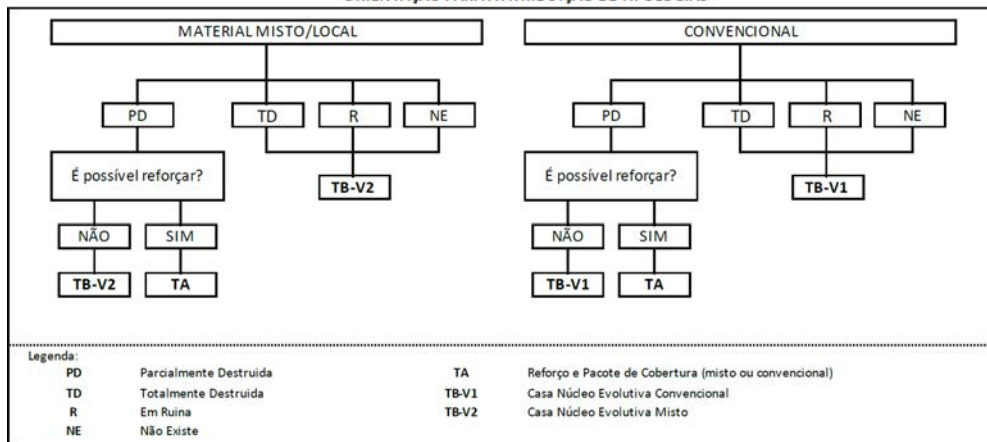 MATERIAL MISTO/LOCAL
CONVENCIONAL
PD TD R NE
PD TD R NE
É possível reforçar?
TB-V2
É possível reforçar?
TB-V1
NÃO SIM
NÃO SIM
TB-V2 TA
TB-V1 TA
Legenda:
PD Parcialmente Destruida TA Reforço e Pacote de Cobertura (misto ou convencional)
TD Totalmente Destruida TB-V1 Casa Núcleo Evolutiva Convencional
R Em Ruina TB-V2 Casa Núcleo Evolutiva Misto
NE Não Existe